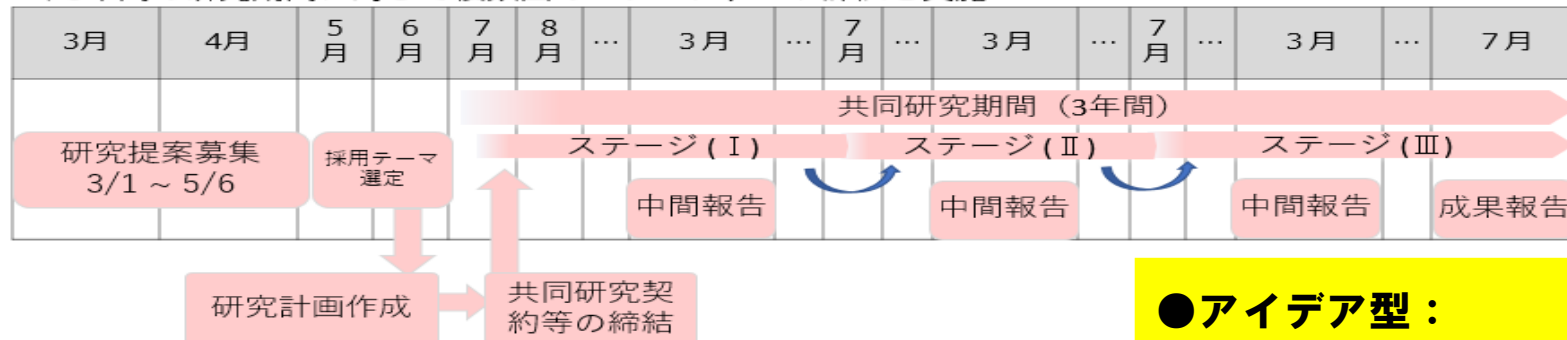 3月 4月 5月 6月 7月 8月 … 3月 … 7月 … 3月 … 7月 … 3月 … 7月
共同研究期間（3年間）
ステージ(Ⅰ) ステージ(Ⅱ) ステージ(Ⅲ)
研究提案募集
3/1 ~ 5/6
採用テーマ
選定
中間報告 中間報告 中間報告 成果報告
研究計画作成
共同研究契
約等の締結
●アイデア型：